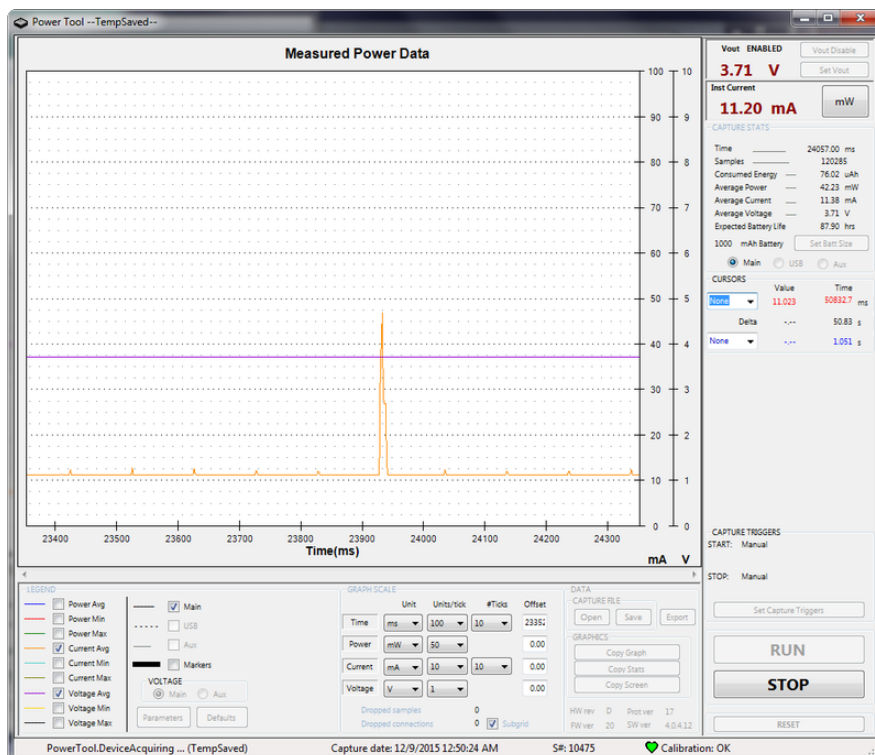 Power Tool --TempSaved--
Measured Power Data
100 10
90 9
80 8
70 7
60 6
50 5
40 4
30 3
20 2
10 1
0 0
23400 23500 23600 23700 23800 23900 24000 24100 24200 24300
Time(ms)
mA V
Vout ENABLED Vout Disable
3.71 V Set Vout
Inst Current
11.20 mA mW
CAPTURE STATS
Time 24057.00 ms
Samples 120285
Consumed Energy 76.02 uAh
Average Power 42.23 mW
Average Current 11.38 mA
Average Voltage 3.71 V
Expected Battery Life 87.90 hrs
1000 mAh Battery Set Batt Size
Main USB Aux
CURSORS
Value Time
None 11.023 50832.7 ms
Delta -.-- 50.83 s
None -.-- 1.051 s
CAPTURE TRIGGERS
START: Manual
STOP: Manual
Set Capture Triggers
RUN
STOP
RESET
LEGEND
Power Avg
Power Min
Power Max
Current Avg
Current Min
Current Max
Voltage Avg
Voltage Min
Voltage Max
Main
USB
Aux
Markers
VOLTAGE
Main Aux
Parameters Defaults
GRAPH SCALE
Unit Units/tick #Ticks Offset
Time ms 100 10 23352
Power mW 50 0.00
Current mA 10 10 0.00
Voltage V 1 0.00
Dropped samples 0
Dropped connections 0 Subgrid
DATA
CAPTURE FILE
Open Save Export
GRAPHICS
Copy Graph
Copy Stats
Copy Screen
HW rev D Prot ver 17
FW ver 20 SW ver 4.0.4.12
PowerTool.DeviceAcquiring ... (TempSaved) Capture date: 12/9/2015 12:50:24 AM S#: 10475 Calibration: OK